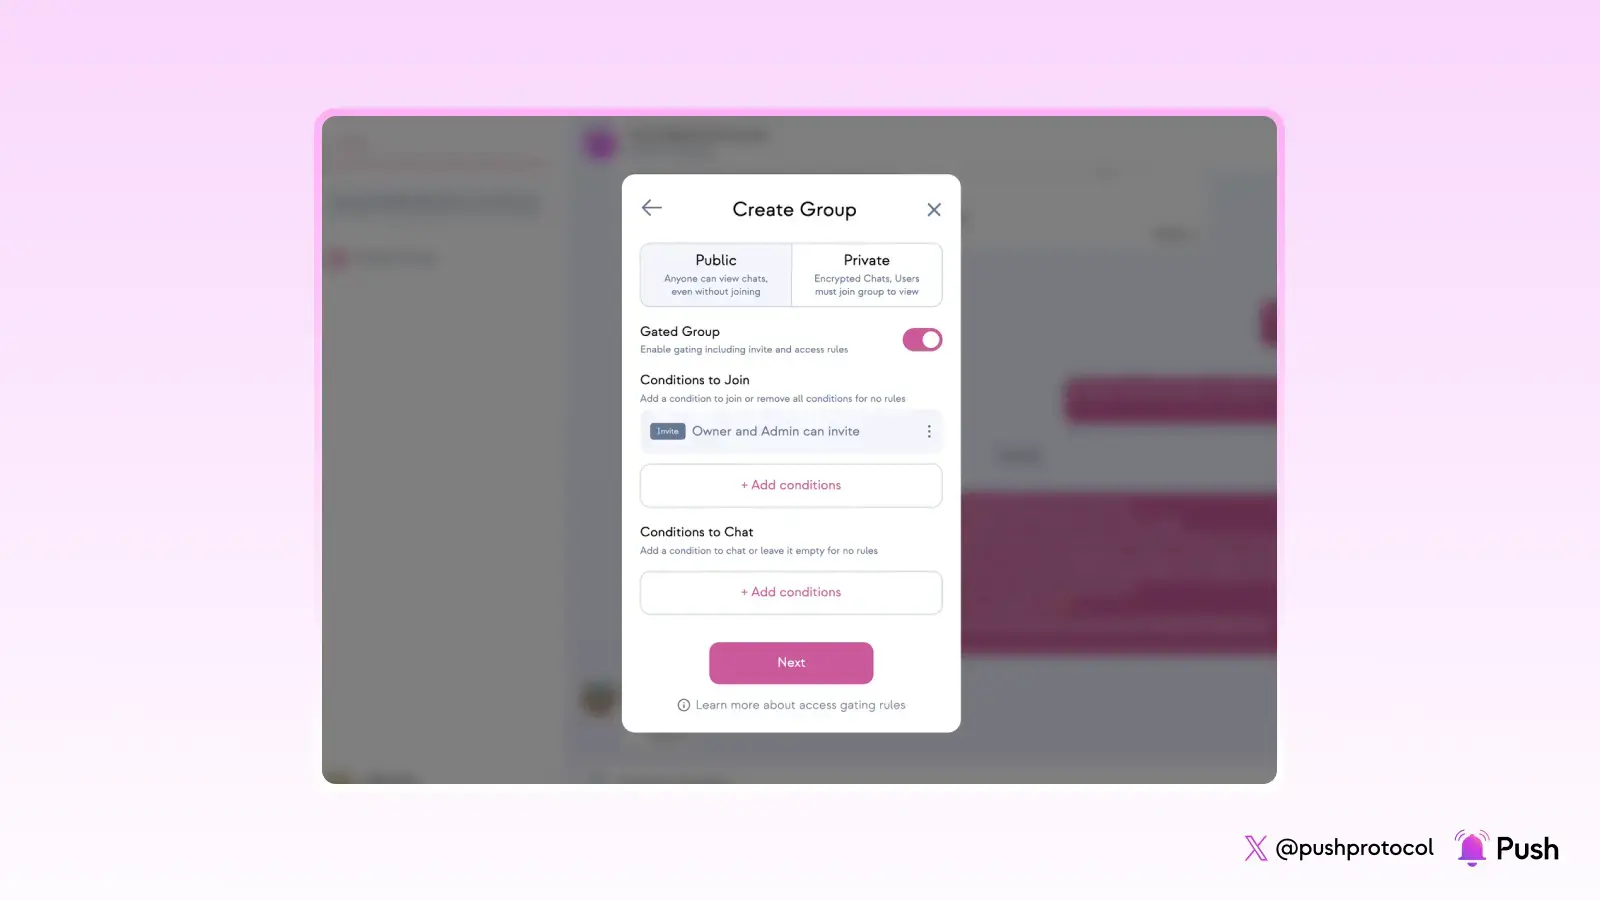 Create Group
Public
Anyone can view chats,
even without joining
Private
Encrypted Chats, Users
must join group to view
Gated Group
Enable gating including invite and access rules
Conditions to Join
Add a condition to join or remove all conditions for no rules
Invite Owner and Admin can invite
+ Add conditions
Conditions to Chat
Add a condition to chat or leave it empty for no rules
+ Add conditions
Next
Learn more about access gating rules
@pushprotocol Push